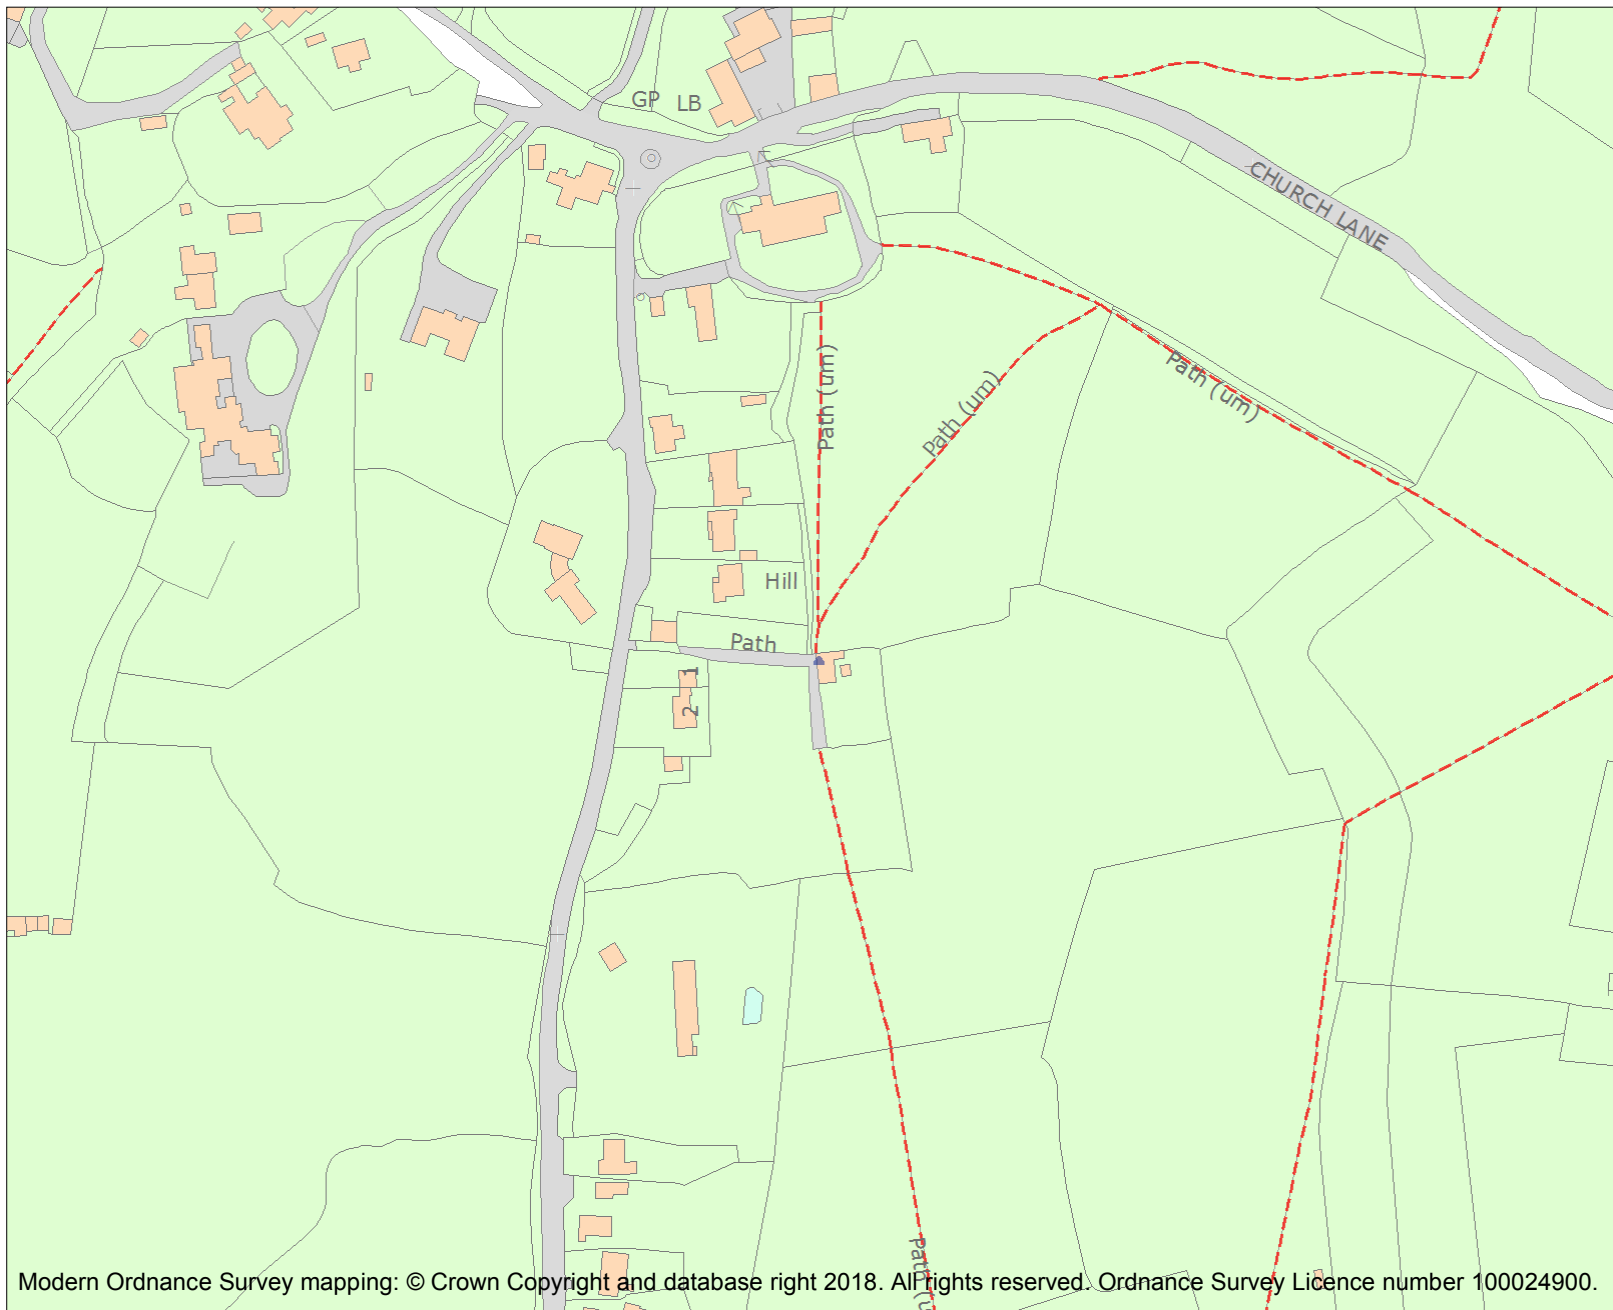 GP LB
CHURCH LANE
Path (um)
Path (um)
Path (um)
Hill
Path
1
2
Path (u
Modern Ordnance Survey mapping: © Crown Copyright and database right 2018. All rights reserved. Ordnance Survey Licence number 100024900.